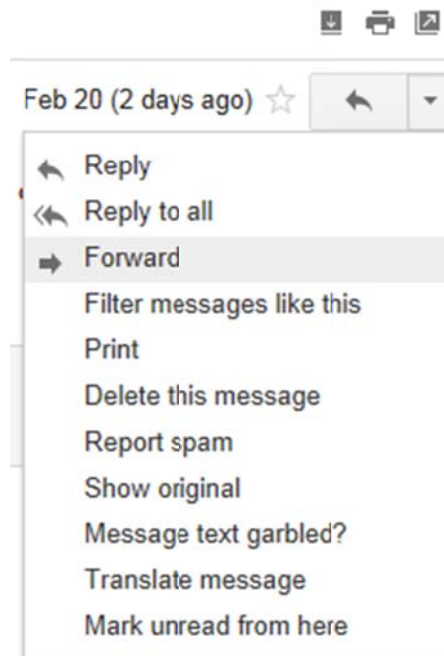 Feb 20 (2 days ago)
Reply
Reply to all
Forward
Filter messages like this
Print
Delete this message
Report spam
Show original
Message text garbled?
Translate message
Mark unread from here